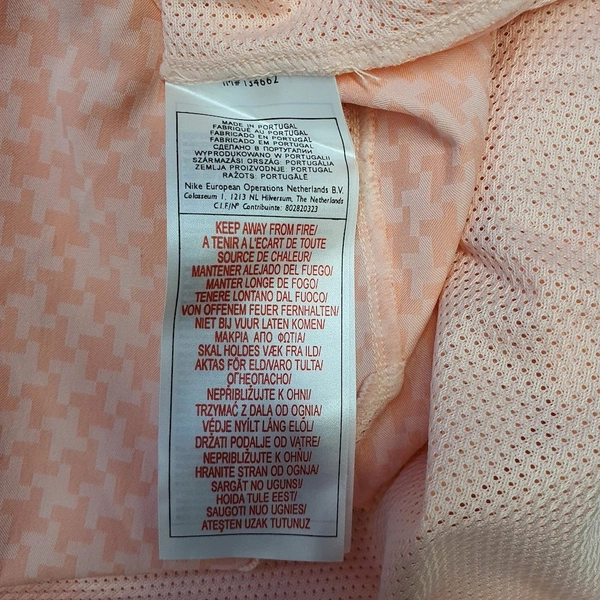 MADE IN PORTUGAL
FABRIQUÉ AU PORTUGAL
FABRICADO EN PORTUGAL
FABRICADO EM PORTUGAL
СДЕЛАНО В ПОРТУГАЛИИ
WYPRODUKOWANO W PORTUGALII
SZÁRMAZÁSI ORSZÁG: PORTUGÁLIA
ZEMLJA PROIZVODNJE: PORTUGAL
RAŽOTS: PORTUGĀLĒ
Nike European Operations Netherlands B.V.
Colosseum 1, 1213 NL Hilversum, The Netherlands
C.I.F/Nº Contribuinte: 802820323
KEEP AWAY FROM FIRE/
A TENIR A L'ECART DE TOUTE
SOURCE DE CHALEUR/
MANTENER ALEJADO DEL FUEGO/
MANTER LONGE DE FOGO/
TENERE LONTANO DAL FUOCO/
VON OFFENEM FEUER FERNHALTEN/
NIET BIJ VUUR LATEN KOMEN/
ΜΑΚΡΙΑ ΑΠΟ ΦΩΤΙΑ/
SKAL HOLDES VÆK FRA ILD/
AKTAS FÖR ELD/VARO TULTA/
ОГНЕОПАСНО/
NEPŘIBLIŽUJTE K OHNI/
TRZYMAĆ Z DALA OD OGNIA/
VÉDJE NYÍLT LÁNG ELŐL/
DRŽATI PODALJE OD VATRE/
NEPRIBLIŽUJTE K OHŇU/
HRANITE STRAN OD OGNJA/
SARGĀT NO UGUNS/
HOIDA TULE EEST/
SAUGOTI NUO UGNIES/
ATEŞTEN UZAK TUTUNUZ